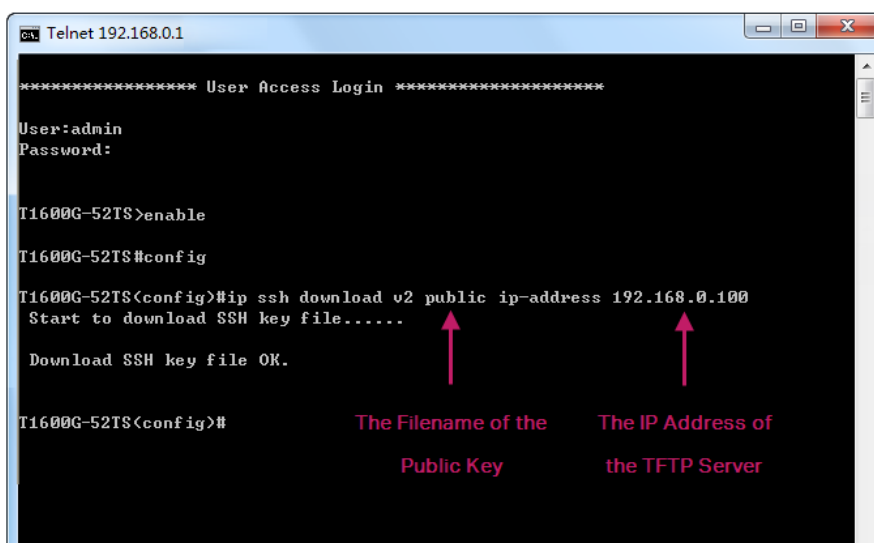 Telnet 192.168.0.1
***************** User Access Login ********************
User:admin
Password:
T1600G-52TS>enable
T1600G-52TS#config
T1600G-52TS(config)#ip ssh download v2 public ip-address 192.168.0.100
Start to download SSH key file......
Download SSH key file OK.
T1600G-52TS(config)#
The Filename of the
Public Key
The IP Address of
the TFTP Server